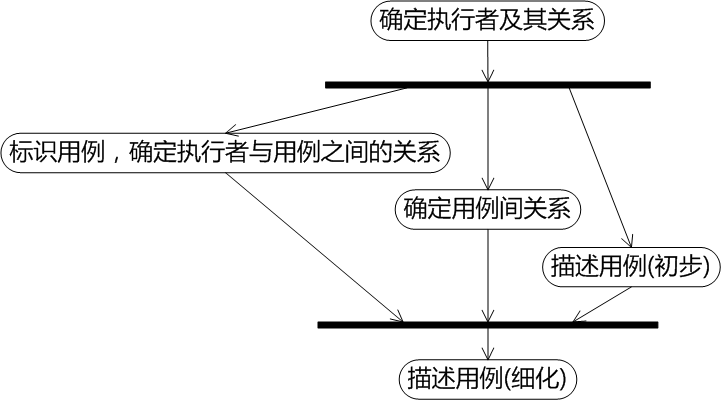 确定执行者及其关系
标识用例，确定执行者与用例之间的关系
确定用例间关系
描述用例(初步)
描述用例(细化)